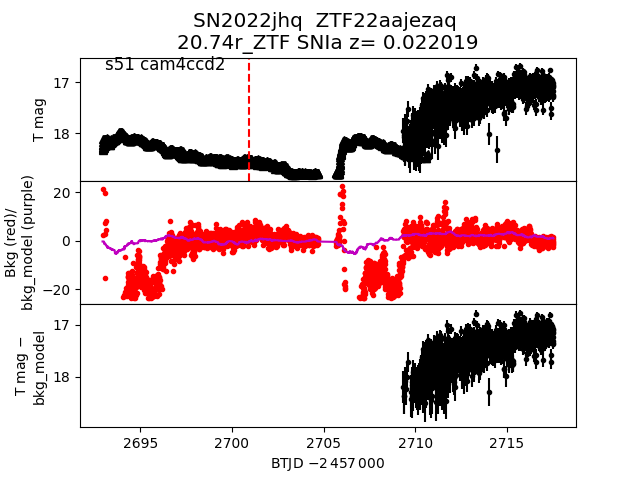 SN2022jhq  ZTF22aajezaq
20.74r_ZTF SNIa z= 0.022019
s51 cam4ccd2
T mag
17
18
Bkg (red)/
bkg_model (purple)
20
0
−20
T mag −
bkg_model
17
18
2695 2700 2705 2710 2715
BTJD −2 457 000